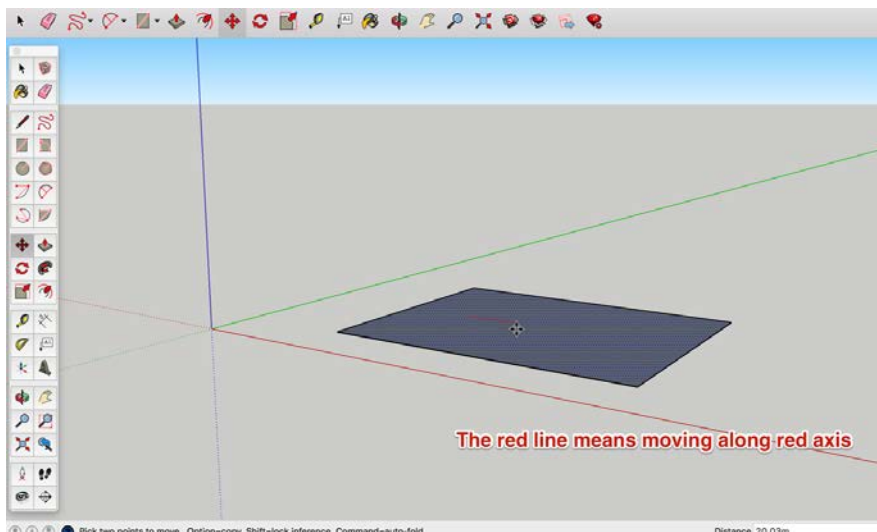 The red line means moving along red axis
Pick two points to move. Option=copy, Shift=lock inference, Command=auto-fold.
Distance 20.03m